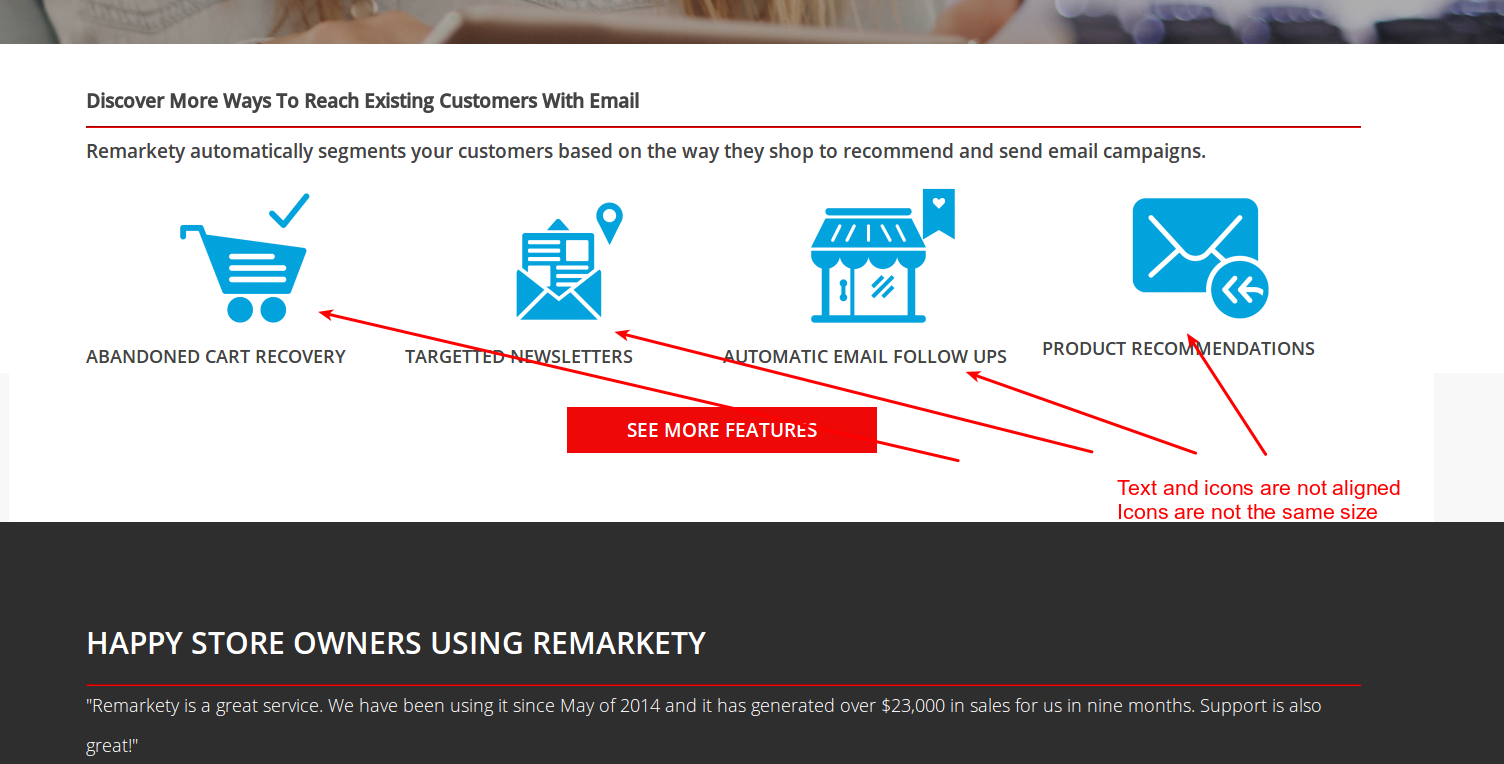 Discover More Ways To Reach Existing Customers With Email
Remarkety automatically segments your customers based on the way they shop to recommend and send email campaigns.
ABANDONED CART RECOVERY
TARGETTED NEWSLETTERS
AUTOMATIC EMAIL FOLLOW UPS
PRODUCT RECOMMENDATIONS
SEE MORE FEATURES
Text and icons are not aligned
Icons are not the same size
HAPPY STORE OWNERS USING REMARKETY
"Remarkety is a great service. We have been using it since May of 2014 and it has generated over $23,000 in sales for us in nine months. Support is also
great!"